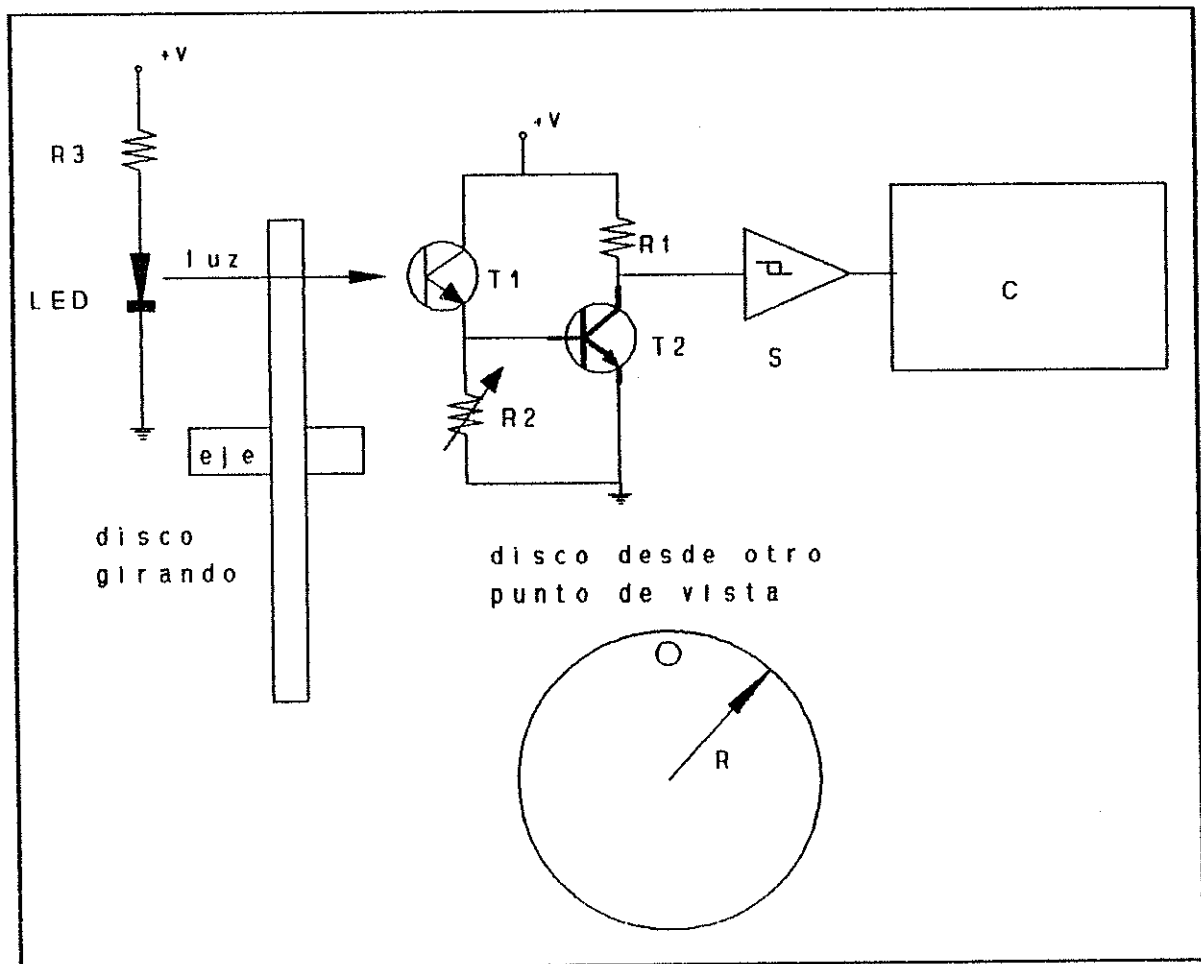 +V
R3
LED
luz
eje
disco
girando
+V
T1
R1
T2
R2
S
C
disco desde otro
punto de vista
R